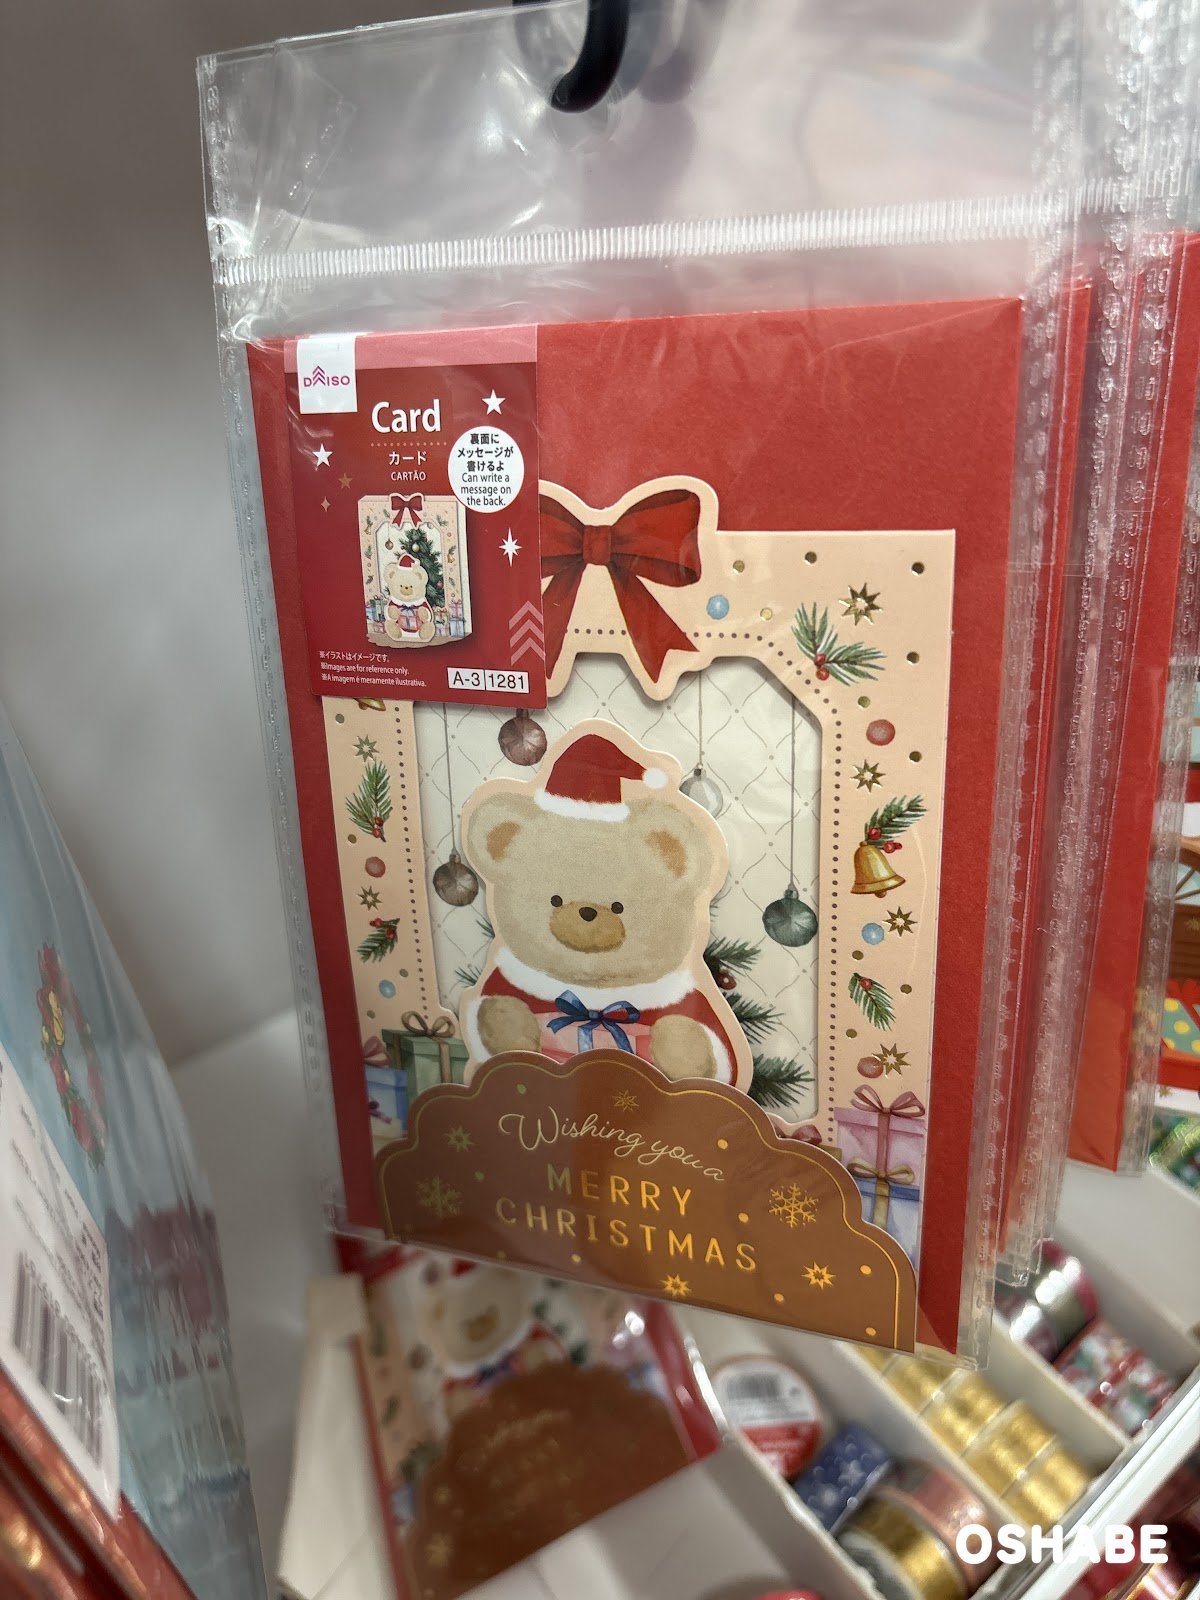 DAISO
Card
カード
CARTÃO
裏面に
メッセージが
書けるよ
Can write a
message on
the back.
※イラストはイメージです。
※Images are for reference only.
※A imagem é meramente ilustrativa.
A-3 1281
Wishing you a
MERRY
CHRISTMAS
OSHABE